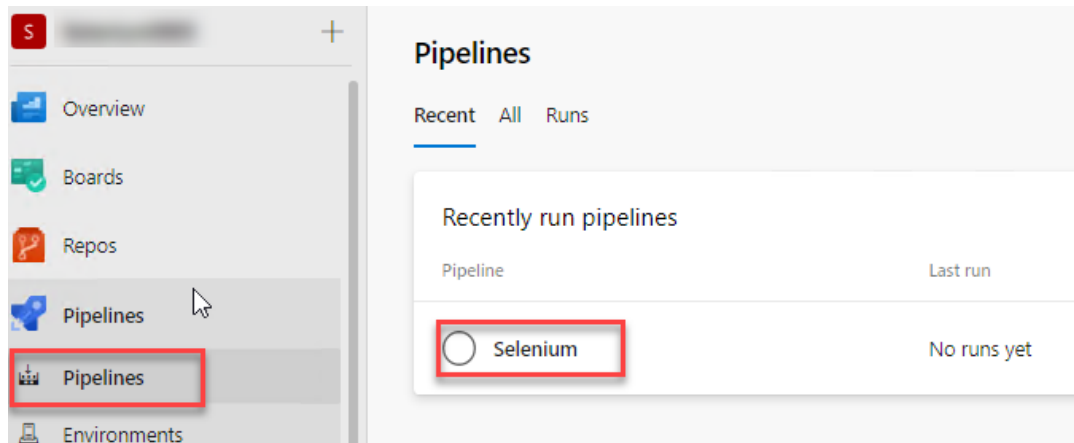 S
Overview
Boards
Repos
Pipelines
Pipelines
Environments
Pipelines
Recent All Runs
Recently run pipelines
Pipeline Last run
Selenium No runs yet